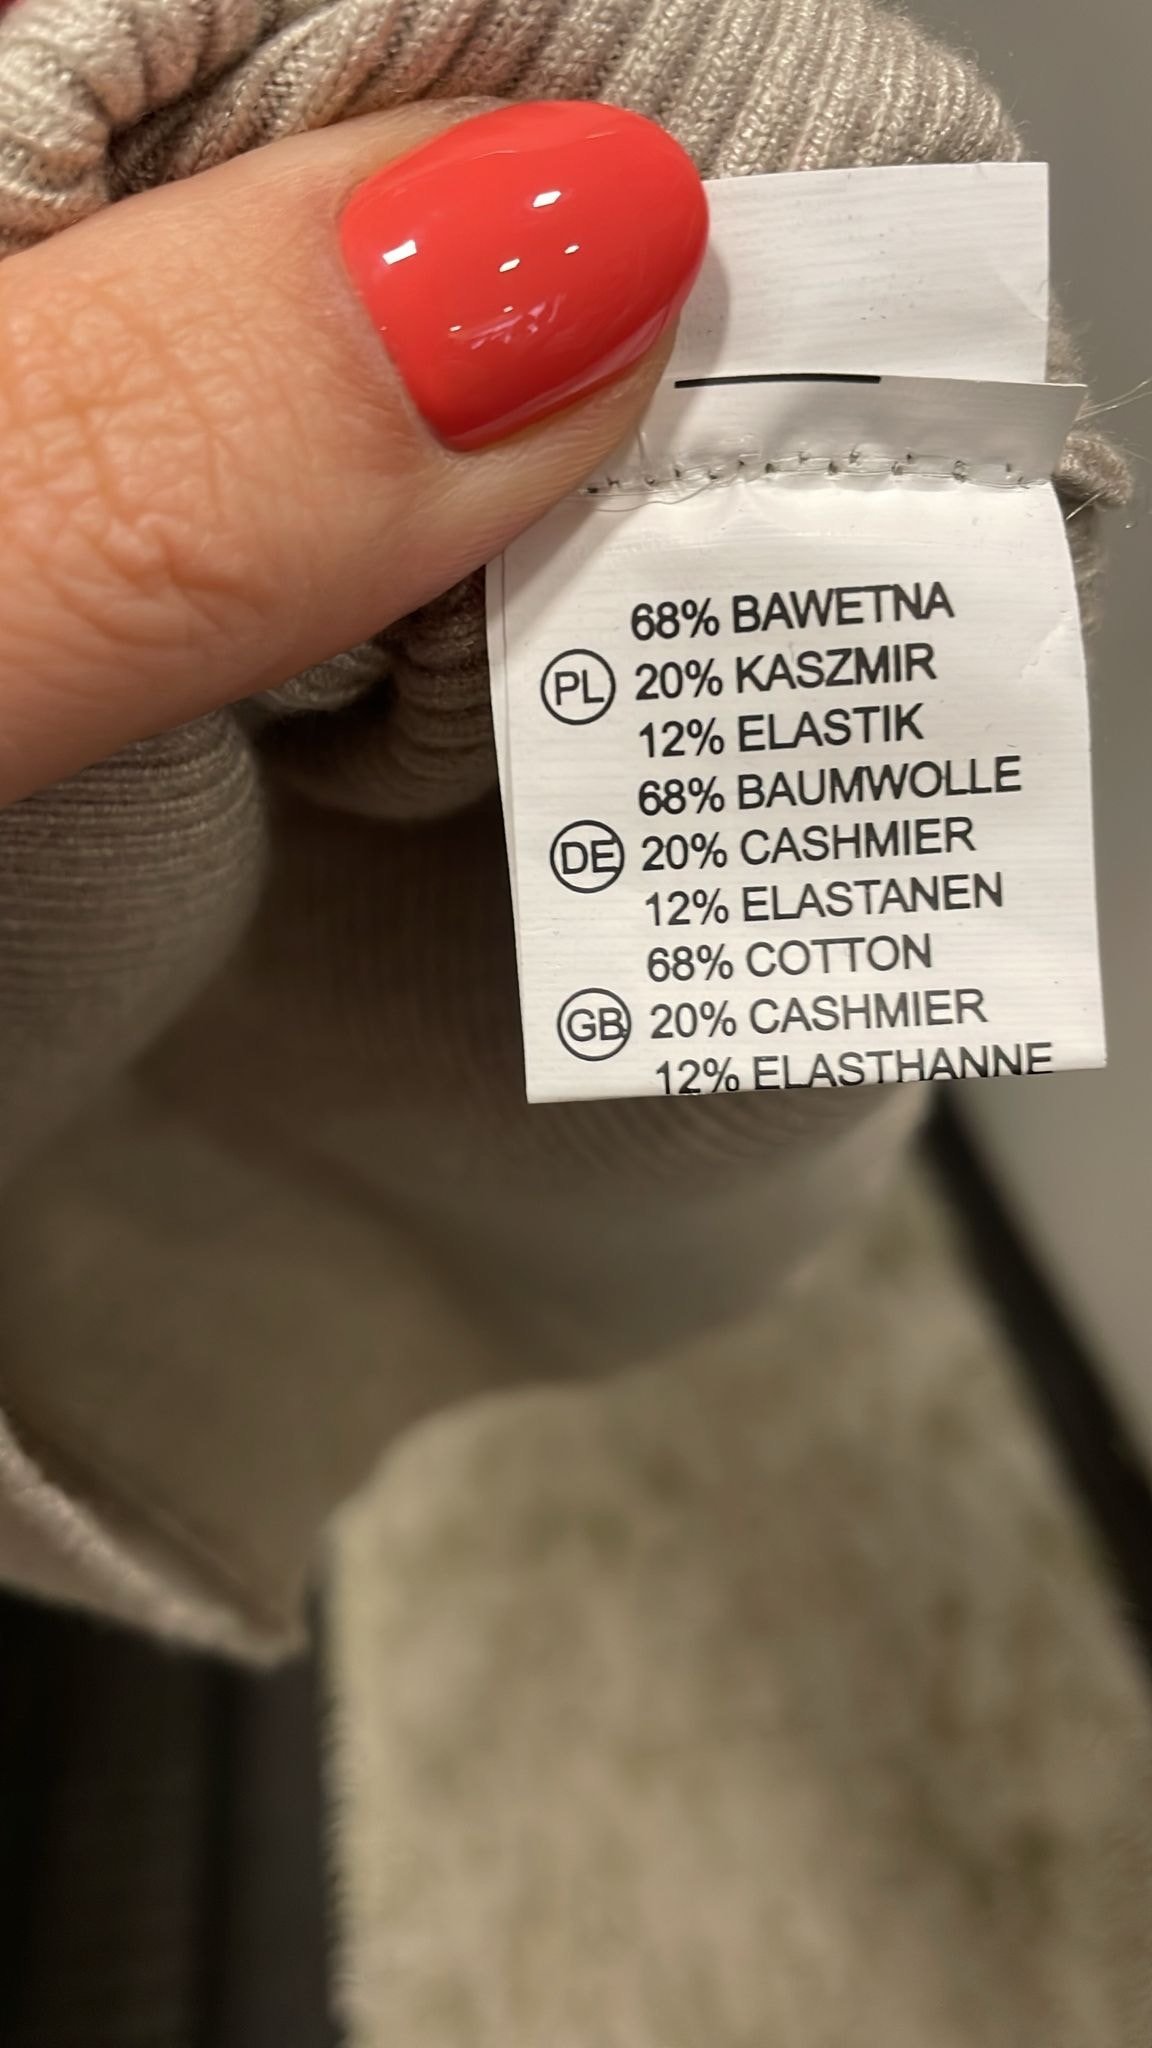 68% BAWETNA
PL 20% KASZMIR
12% ELASTIK
68% BAUMWOLLE
DE 20% CASHMIER
12% ELASTANEN
68% COTTON
GB 20% CASHMIER
12% ELASTHANNE